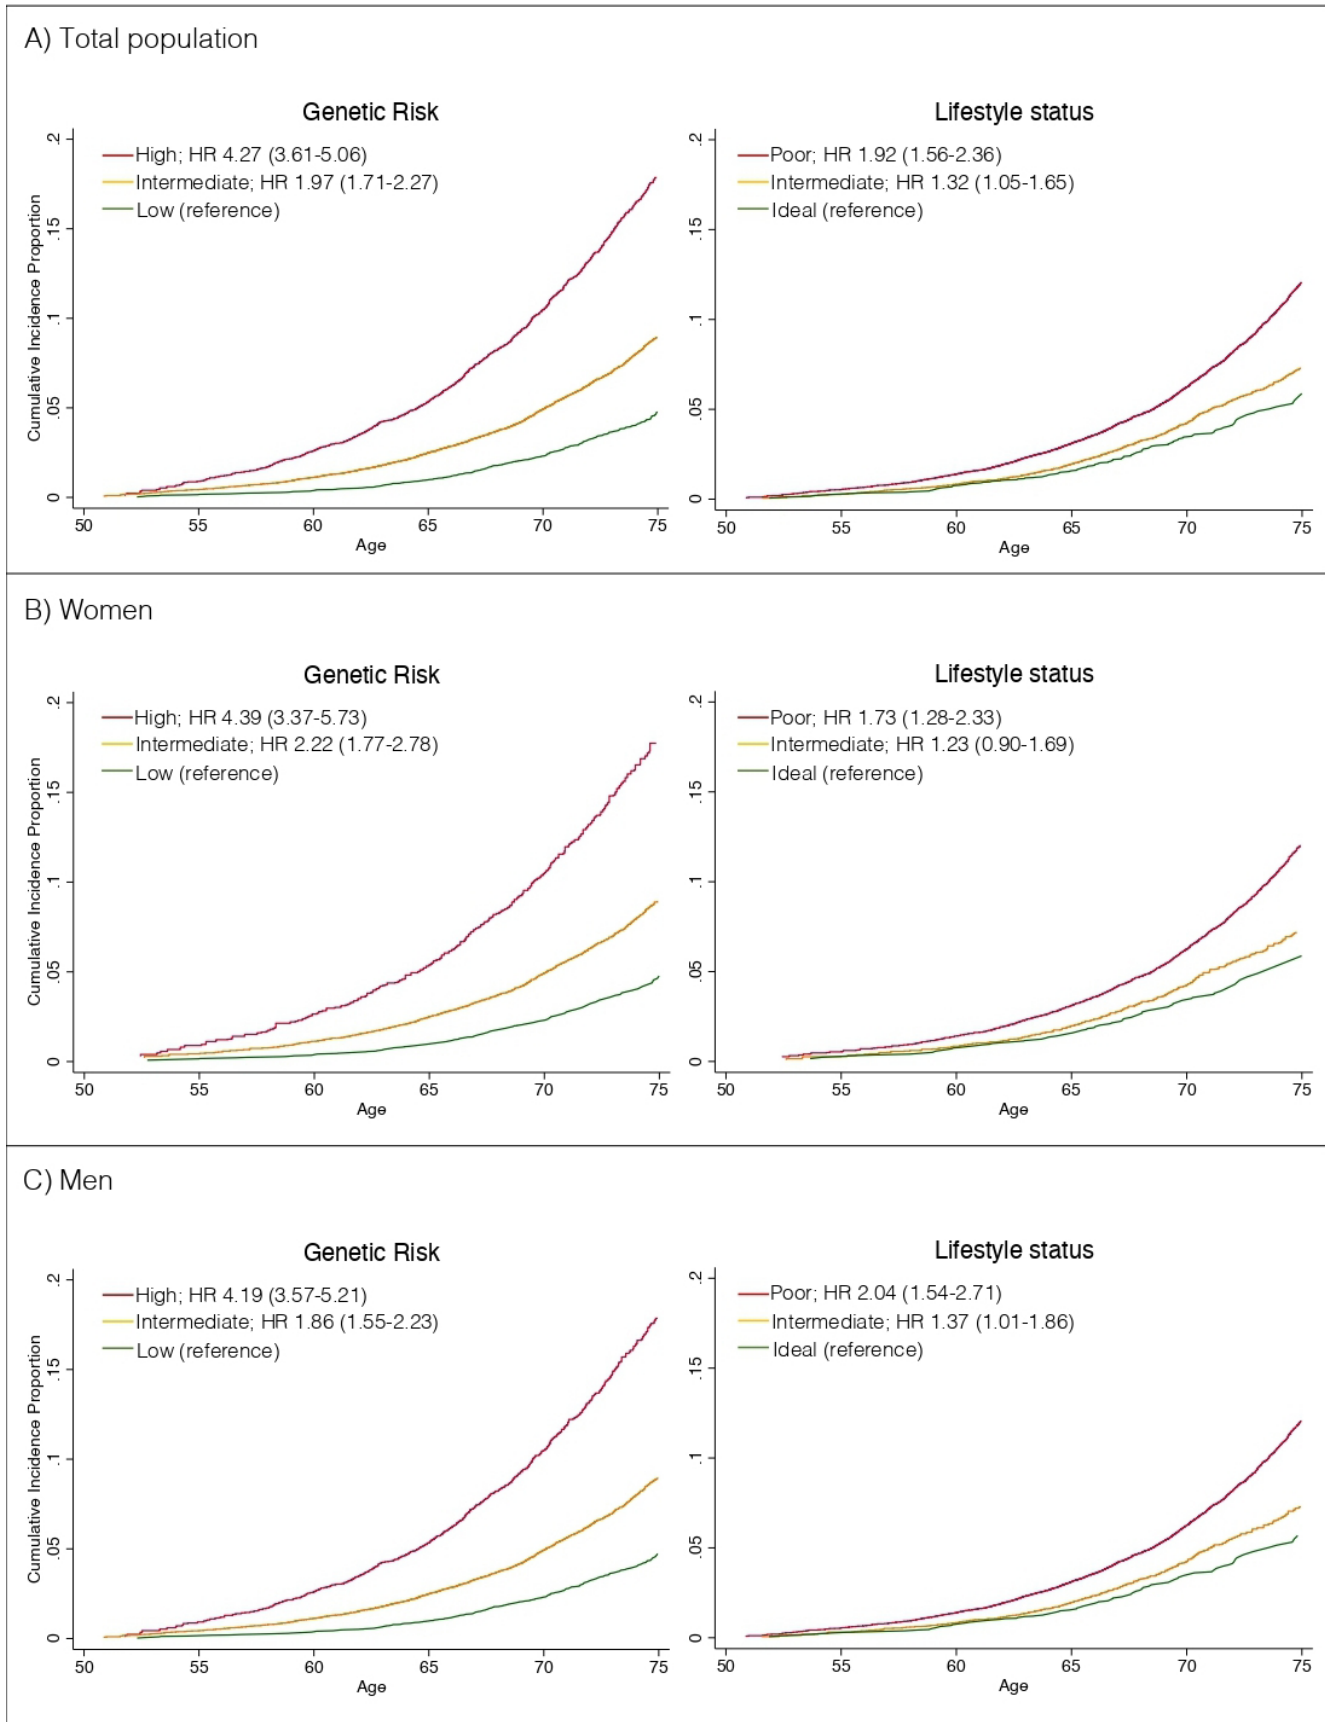 A) Total population
Genetic Risk
Cumulative Incidence Proportion
.2
.15
.1
.05
0
High; HR 4.27 (3.61-5.06)
Intermediate; HR 1.97 (1.71-2.27)
Low (reference)
50 55 60 65 70 75
Age
Lifestyle status
.2
.15
.1
.05
0
Poor; HR 1.92 (1.56-2.36)
Intermediate; HR 1.32 (1.05-1.65)
Ideal (reference)
50 55 60 65 70 75
Age
B) Women
Genetic Risk
Cumulative Incidence Proportion
.2
.15
.1
.05
0
High; HR 4.39 (3.37-5.73)
Intermediate; HR 2.22 (1.77-2.78)
Low (reference)
50 55 60 65 70 75
Age
Lifestyle status
.2
.15
.1
.05
0
Poor; HR 1.73 (1.28-2.33)
Intermediate; HR 1.23 (0.90-1.69)
Ideal (reference)
50 55 60 65 70 75
Age
C) Men
Genetic Risk
Cumulative Incidence Proportion
.2
.15
.1
.05
0
High; HR 4.19 (3.57-5.21)
Intermediate; HR 1.86 (1.55-2.23)
Low (reference)
50 55 60 65 70 75
Age
Lifestyle status
.2
.15
.1
.05
0
Poor; HR 2.04 (1.54-2.71)
Intermediate; HR 1.37 (1.01-1.86)
Ideal (reference)
50 55 60 65 70 75
Age